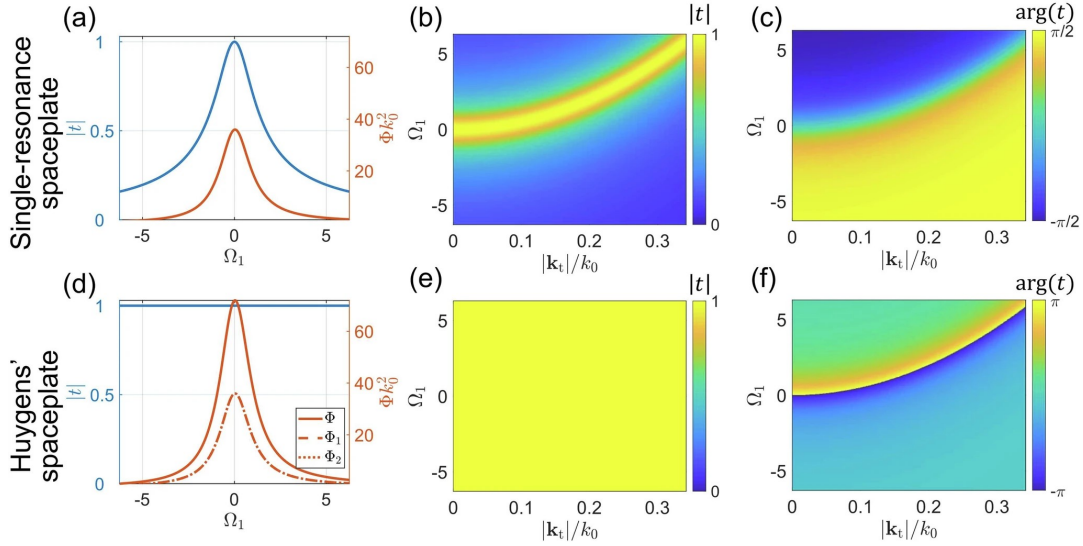 Single-resonance
spaceplate
(a)
1
0.5
0
|t|
60
40
20
Φk₀²
-5 0 5
Ω₁
(b)
|t|
1
0
5
0
-5
Ω₁
0 0.1 0.2 0.3
|kₜ|/k₀
(c)
arg(t)
π/2
-π/2
5
0
-5
Ω₁
0 0.1 0.2 0.3
|kₜ|/k₀
Huygens'
spaceplate
(d)
1
0.5
0
|t|
60
40
20
Φk₀²
Φ
Φ₁
Φ₂
-5 0 5
Ω₁
(e)
|t|
1
0
5
0
-5
Ω₁
0 0.1 0.2 0.3
|kₜ|/k₀
(f)
arg(t)
π
-π
5
0
-5
Ω₁
0 0.1 0.2 0.3
|kₜ|/k₀